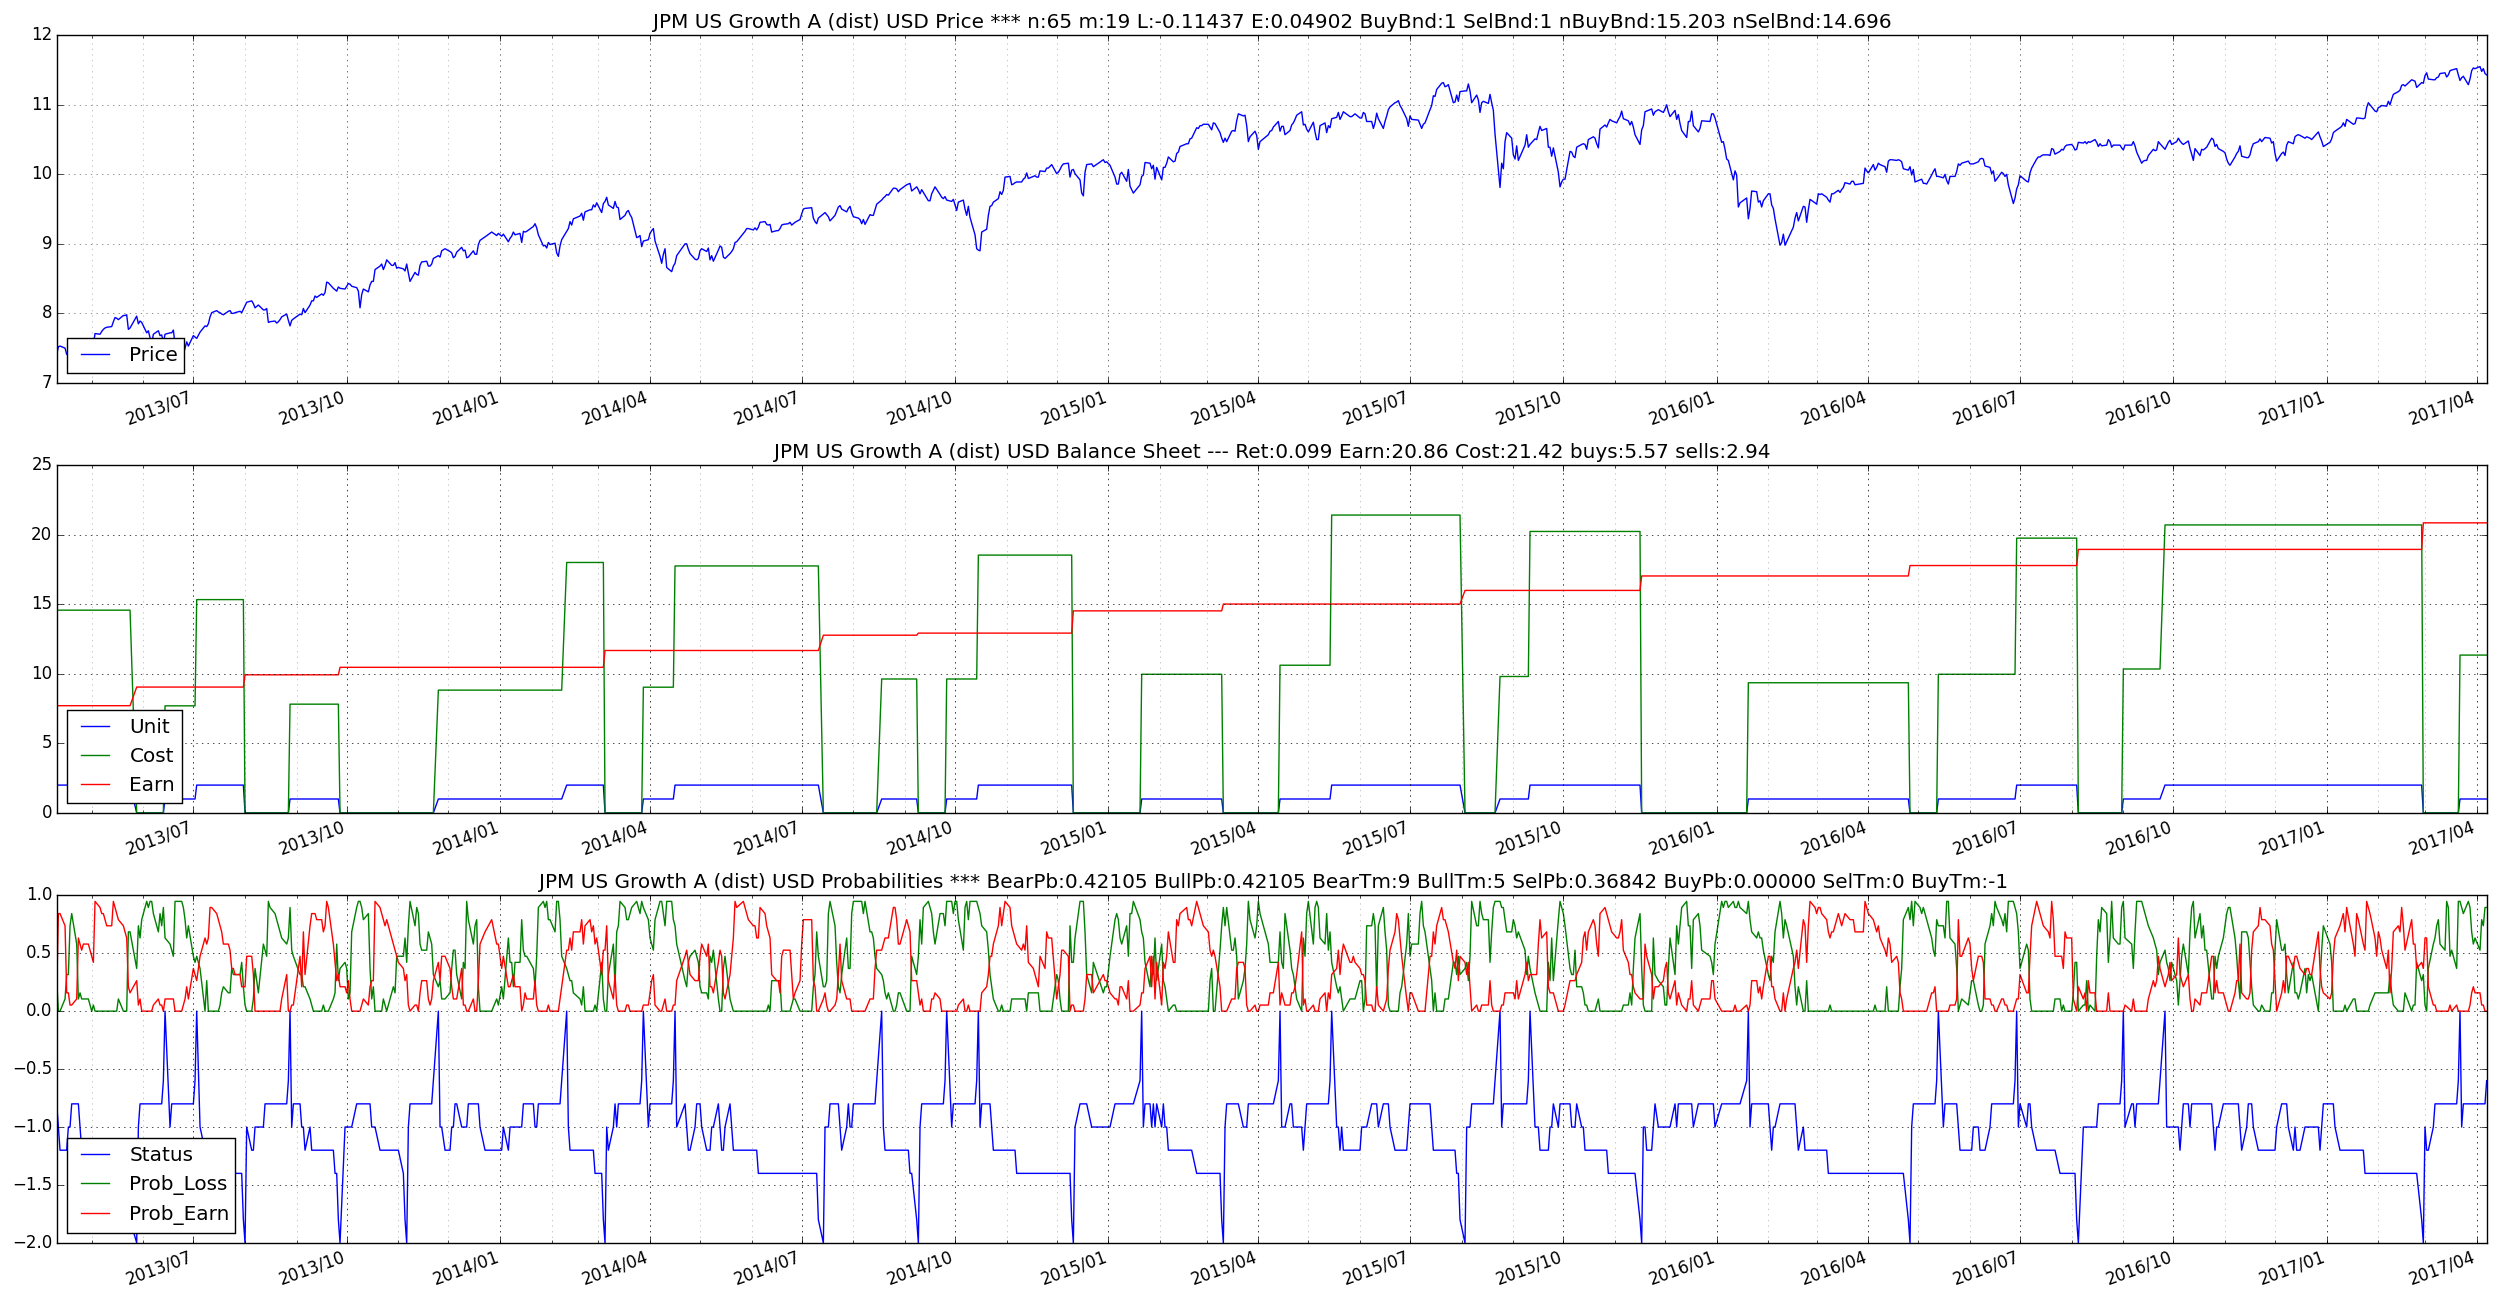 JPM US Growth A (dist) USD Price *** n:65 m:19 L:-0.11437 E:0.04902 BuyBnd:1 SelBnd:1 nBuyBnd:15.203 nSelBnd:14.696
12
11
10
9
8
7
Price
2013/07 2013/10 2014/01 2014/04 2014/07 2014/10 2015/01 2015/04 2015/07 2015/10 2016/01 2016/04 2016/07 2016/10 2017/01 2017/04
JPM US Growth A (dist) USD Balance Sheet --- Ret:0.099 Earn:20.86 Cost:21.42 buys:5.57 sells:2.94
25
20
15
10
5
0
Unit
Cost
Earn
2013/07 2013/10 2014/01 2014/04 2014/07 2014/10 2015/01 2015/04 2015/07 2015/10 2016/01 2016/04 2016/07 2016/10 2017/01 2017/04
JPM US Growth A (dist) USD Probabilities *** BearPb:0.42105 BullPb:0.42105 BearTm:9 BullTm:5 SelPb:0.36842 BuyPb:0.00000 SelTm:0 BuyTm:-1
1.0
0.5
0.0
−0.5
−1.0
−1.5
−2.0
Status
Prob_Loss
Prob_Earn
2013/07 2013/10 2014/01 2014/04 2014/07 2014/10 2015/01 2015/04 2015/07 2015/10 2016/01 2016/04 2016/07 2016/10 2017/01 2017/04